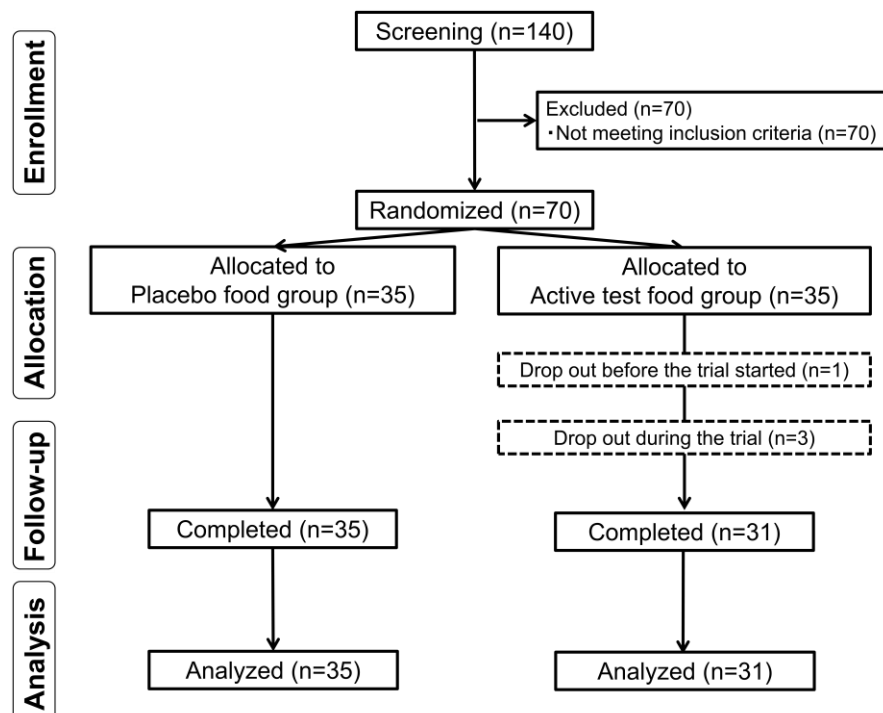 Enrollment
Screening (n=140)
Excluded (n=70)
・Not meeting inclusion criteria (n=70)
Randomized (n=70)
Allocation
Allocated to
Placebo food group (n=35)
Allocated to
Active test food group (n=35)
Drop out before the trial started (n=1)
Follow-up
Drop out during the trial (n=3)
Completed (n=35)
Completed (n=31)
Analysis
Analyzed (n=35)
Analyzed (n=31)